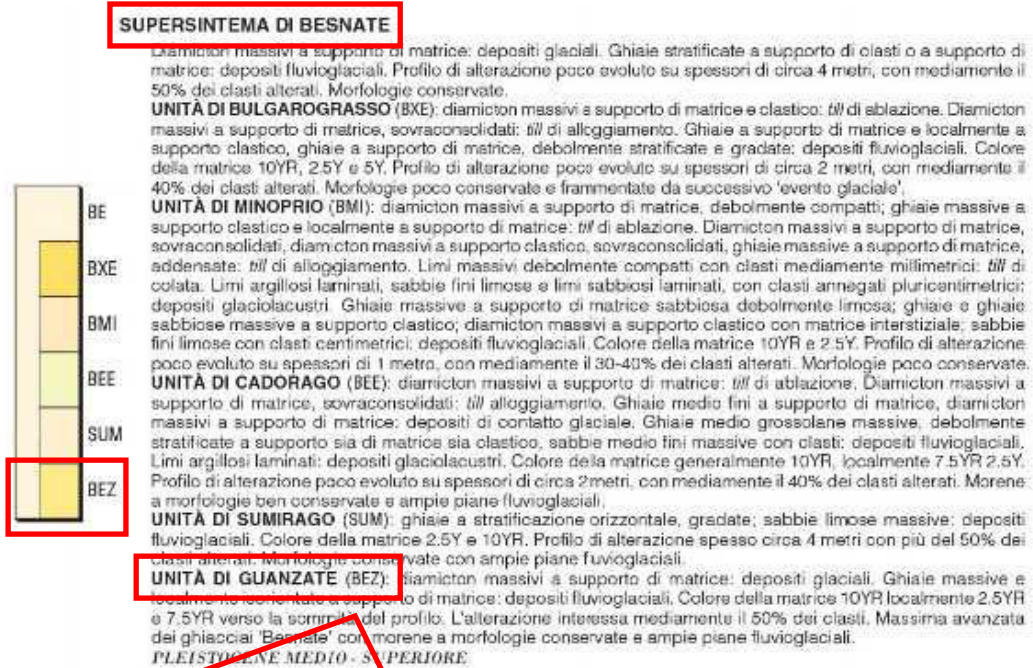 SUPERSINTEMA DI BESNATE
Diamicton massivi a supporto di matrice: depositi glaciali. Ghiaie stratificate a supporto di clasti o a supporto di
matrice: depositi fluvioglaciali. Profilo di alterazione poco evoluto su spessori di circa 4 metri, con mediamente il
50% dei clasti alterati. Morfologie conservate.
UNITÀ DI BULGAROGRASSO (BXE): diamicton massivi a supporto di matrice e clastico: till di ablazione. Diamicton
massivi a supporto di matrice, sovraconsolidati: till di alloggiamento. Ghiaie a supporto di matrice e localmente a
supporto clastico, ghiaie a supporto di matrice, debolmente stratificate e gradate: depositi fluvioglaciali. Colore
della matrice 10YR, 2.5Y e 5Y. Profilo di alterazione poco evoluto su spessori di circa 2 metri, con mediamente il
40% dei clasti alterati. Morfologie poco conservate e frammentate da successivo 'evento glaciale'.
UNITÀ DI MINOPRIO (BMI): diamicton massivi a supporto di matrice, debolmente compatti; ghiaie massive a
supporto clastico e localmente a supporto di matrice: till di ablazione. Diamicton massivi a supporto di matrice,
sovraconsolidati, diamicton massivi a supporto clastico, sovraconsolidati, ghiaie massive a supporto di matrice,
addensate: till di alloggiamento. Limi massivi debolmente compatti con clasti mediamente millimetrici: till di
colata. Limi argillosi laminati, sabbie fini limose e limi sabbiosi laminati, con clasti annegati pluricentimetrici:
depositi glaciolacustri. Ghiaie massive a supporto di matrice sabbiosa debolmente limosa; ghiaie e ghiaie
sabbiose massive a supporto clastico; diamicton massivi a supporto clastico con matrice interstiziale; sabbie
fini limose con clasti centimetrici: depositi fluvioglaciali. Colore della matrice 10YR e 2.5Y. Profilo di alterazione
poco evoluto su spessori di 1 metro, con mediamente il 30-40% dei clasti alterati. Morfologie poco conservate.
UNITÀ DI CADORAGO (BEE): diamicton massivi a supporto di matrice: till di ablazione. Diamicton massivi a
supporto di matrice, sovraconsolidati: till alloggiamento. Ghiaie medio fini a supporto di matrice, diamicton
massivi a supporto di matrice: depositi di contatto glaciale. Ghiaie medio grossolane massive, debolmente
stratificate a supporto sia di matrice sia clastico, sabbie medio fini massive con clasti: depositi fluvioglaciali.
Limi argillosi laminati: depositi glaciolacustri. Colore della matrice generalmente 10YR, localmente 7.5YR 2.5Y.
Profilo di alterazione poco evoluto su spessori di circa 2metri, con mediamente il 40% dei clasti alterati. Morene
a morfologie ben conservate e ampie piane fluvioglaciali.
UNITÀ DI SUMIRAGO (SUM): ghiaie a stratificazione orizzontale, gradate; sabbie limose massive: depositi
fluvioglaciali. Colore della matrice 2.5Y e 10YR. Profilo di alterazione spesso circa 4 metri con più del 50% dei
clasti alterati. Morfologie conservate con ampie piane fluvioglaciali.
UNITÀ DI GUANZATE (BEZ): diamicton massivi a supporto di matrice: depositi glaciali. Ghiaie massive e
localmente isorientate a supporto di matrice: depositi fluvioglaciali. Colore della matrice 10YR localmente 2.5YR
e 7.5YR verso la sommità del profilo. L'alterazione interessa mediamente il 50% dei clasti. Massima avanzata
dei ghiacciai 'Besnate' con morene a morfologie conservate e ampie piane fluvioglaciali.
PLEISTOCENE MEDIO - SUPERIORE
BE
BXE
BMI
BEE
SUM
BEZ